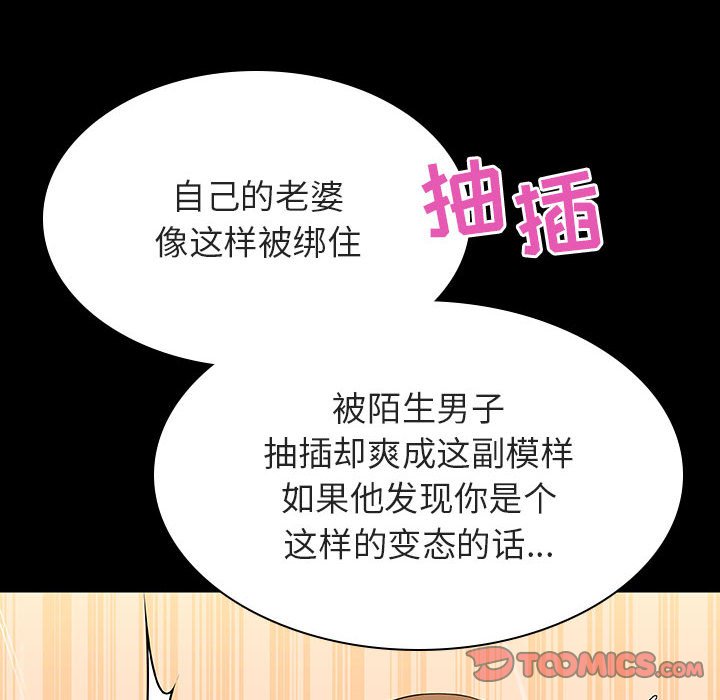 自己的老婆
像这样被绑住
抽插
被陌生男子
抽插却爽成这副模样
如果他发现你是个
这样的变态的话...
TOOMICS.COM